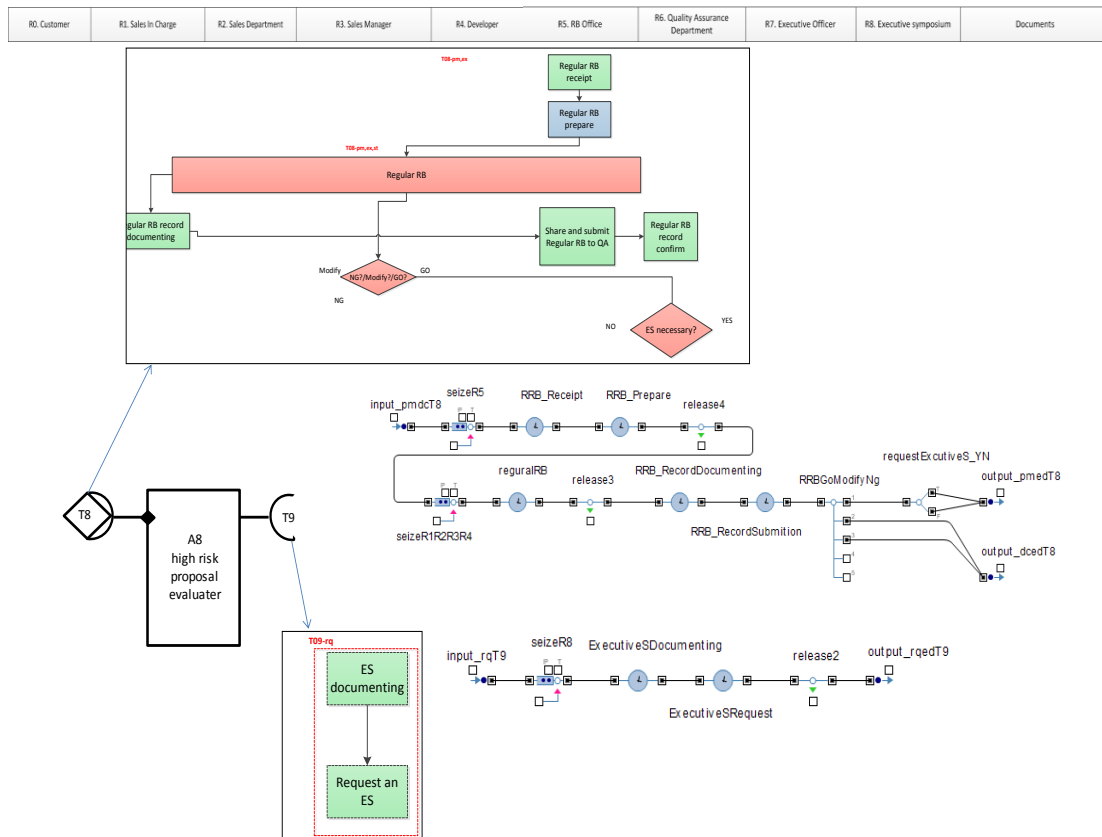 R0. Customer
R1. Sales In Charge
R2. Sales Department
R3. Sales Manager
R4. Developer
R5. RB Office
R6. Quality Assurance
Department
R7. Executive Officer
R8. Executive symposium
Documents
T08-pm,ex
Regular RB
receipt
Regular RB
prepare
T08-pm,ex,st
Regular RB
gular RB record
documenting
Share and submit
Regular RB to QA
Regular RB
record
confirm
Modify
NG?/Modify?/GO?
GO
NG
NO
ES necessary?
YES
input_pmdcT8
seizeR5
P T
RRB_Receipt
RRB_Prepare
release4
seizeR1R2R3R4
P T
reguralRB
release3
RRB_RecordDocumenting
RRB_RecordSubmition
RRBGoModifyNg
1
2
3
4
5
requestExcutiveS_YN
T
F
output_pmedT8
output_dcedT8
T8
A8
high risk
proposal
evaluater
T9
T09-rq
ES
documenting
Request an
ES
input_rqT9
seizeR8
P T
ExecutiveSDocumenting
ExecutiveSRequest
release2
output_rqedT9